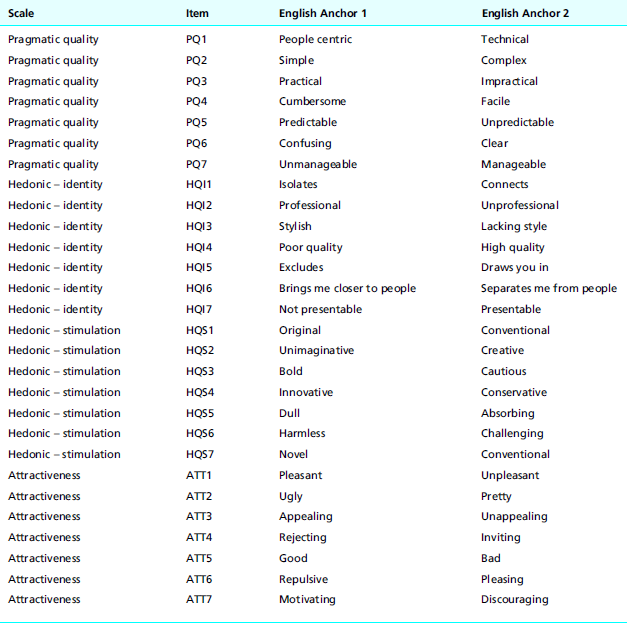 Scale Item English Anchor 1 English Anchor 2
Pragmatic quality PQ1 People centric Technical
Pragmatic quality PQ2 Simple Complex
Pragmatic quality PQ3 Practical Impractical
Pragmatic quality PQ4 Cumbersome Facile
Pragmatic quality PQ5 Predictable Unpredictable
Pragmatic quality PQ6 Confusing Clear
Pragmatic quality PQ7 Unmanageable Manageable
Hedonic – identity HQI1 Isolates Connects
Hedonic – identity HQI2 Professional Unprofessional
Hedonic – identity HQI3 Stylish Lacking style
Hedonic – identity HQI4 Poor quality High quality
Hedonic – identity HQI5 Excludes Draws you in
Hedonic – identity HQI6 Brings me closer to people Separates me from people
Hedonic – identity HQI7 Not presentable Presentable
Hedonic – stimulation HQS1 Original Conventional
Hedonic – stimulation HQS2 Unimaginative Creative
Hedonic – stimulation HQS3 Bold Cautious
Hedonic – stimulation HQS4 Innovative Conservative
Hedonic – stimulation HQS5 Dull Absorbing
Hedonic – stimulation HQS6 Harmless Challenging
Hedonic – stimulation HQS7 Novel Conventional
Attractiveness ATT1 Pleasant Unpleasant
Attractiveness ATT2 Ugly Pretty
Attractiveness ATT3 Appealing Unappealing
Attractiveness ATT4 Rejecting Inviting
Attractiveness ATT5 Good Bad
Attractiveness ATT6 Repulsive Pleasing
Attractiveness ATT7 Motivating Discouraging